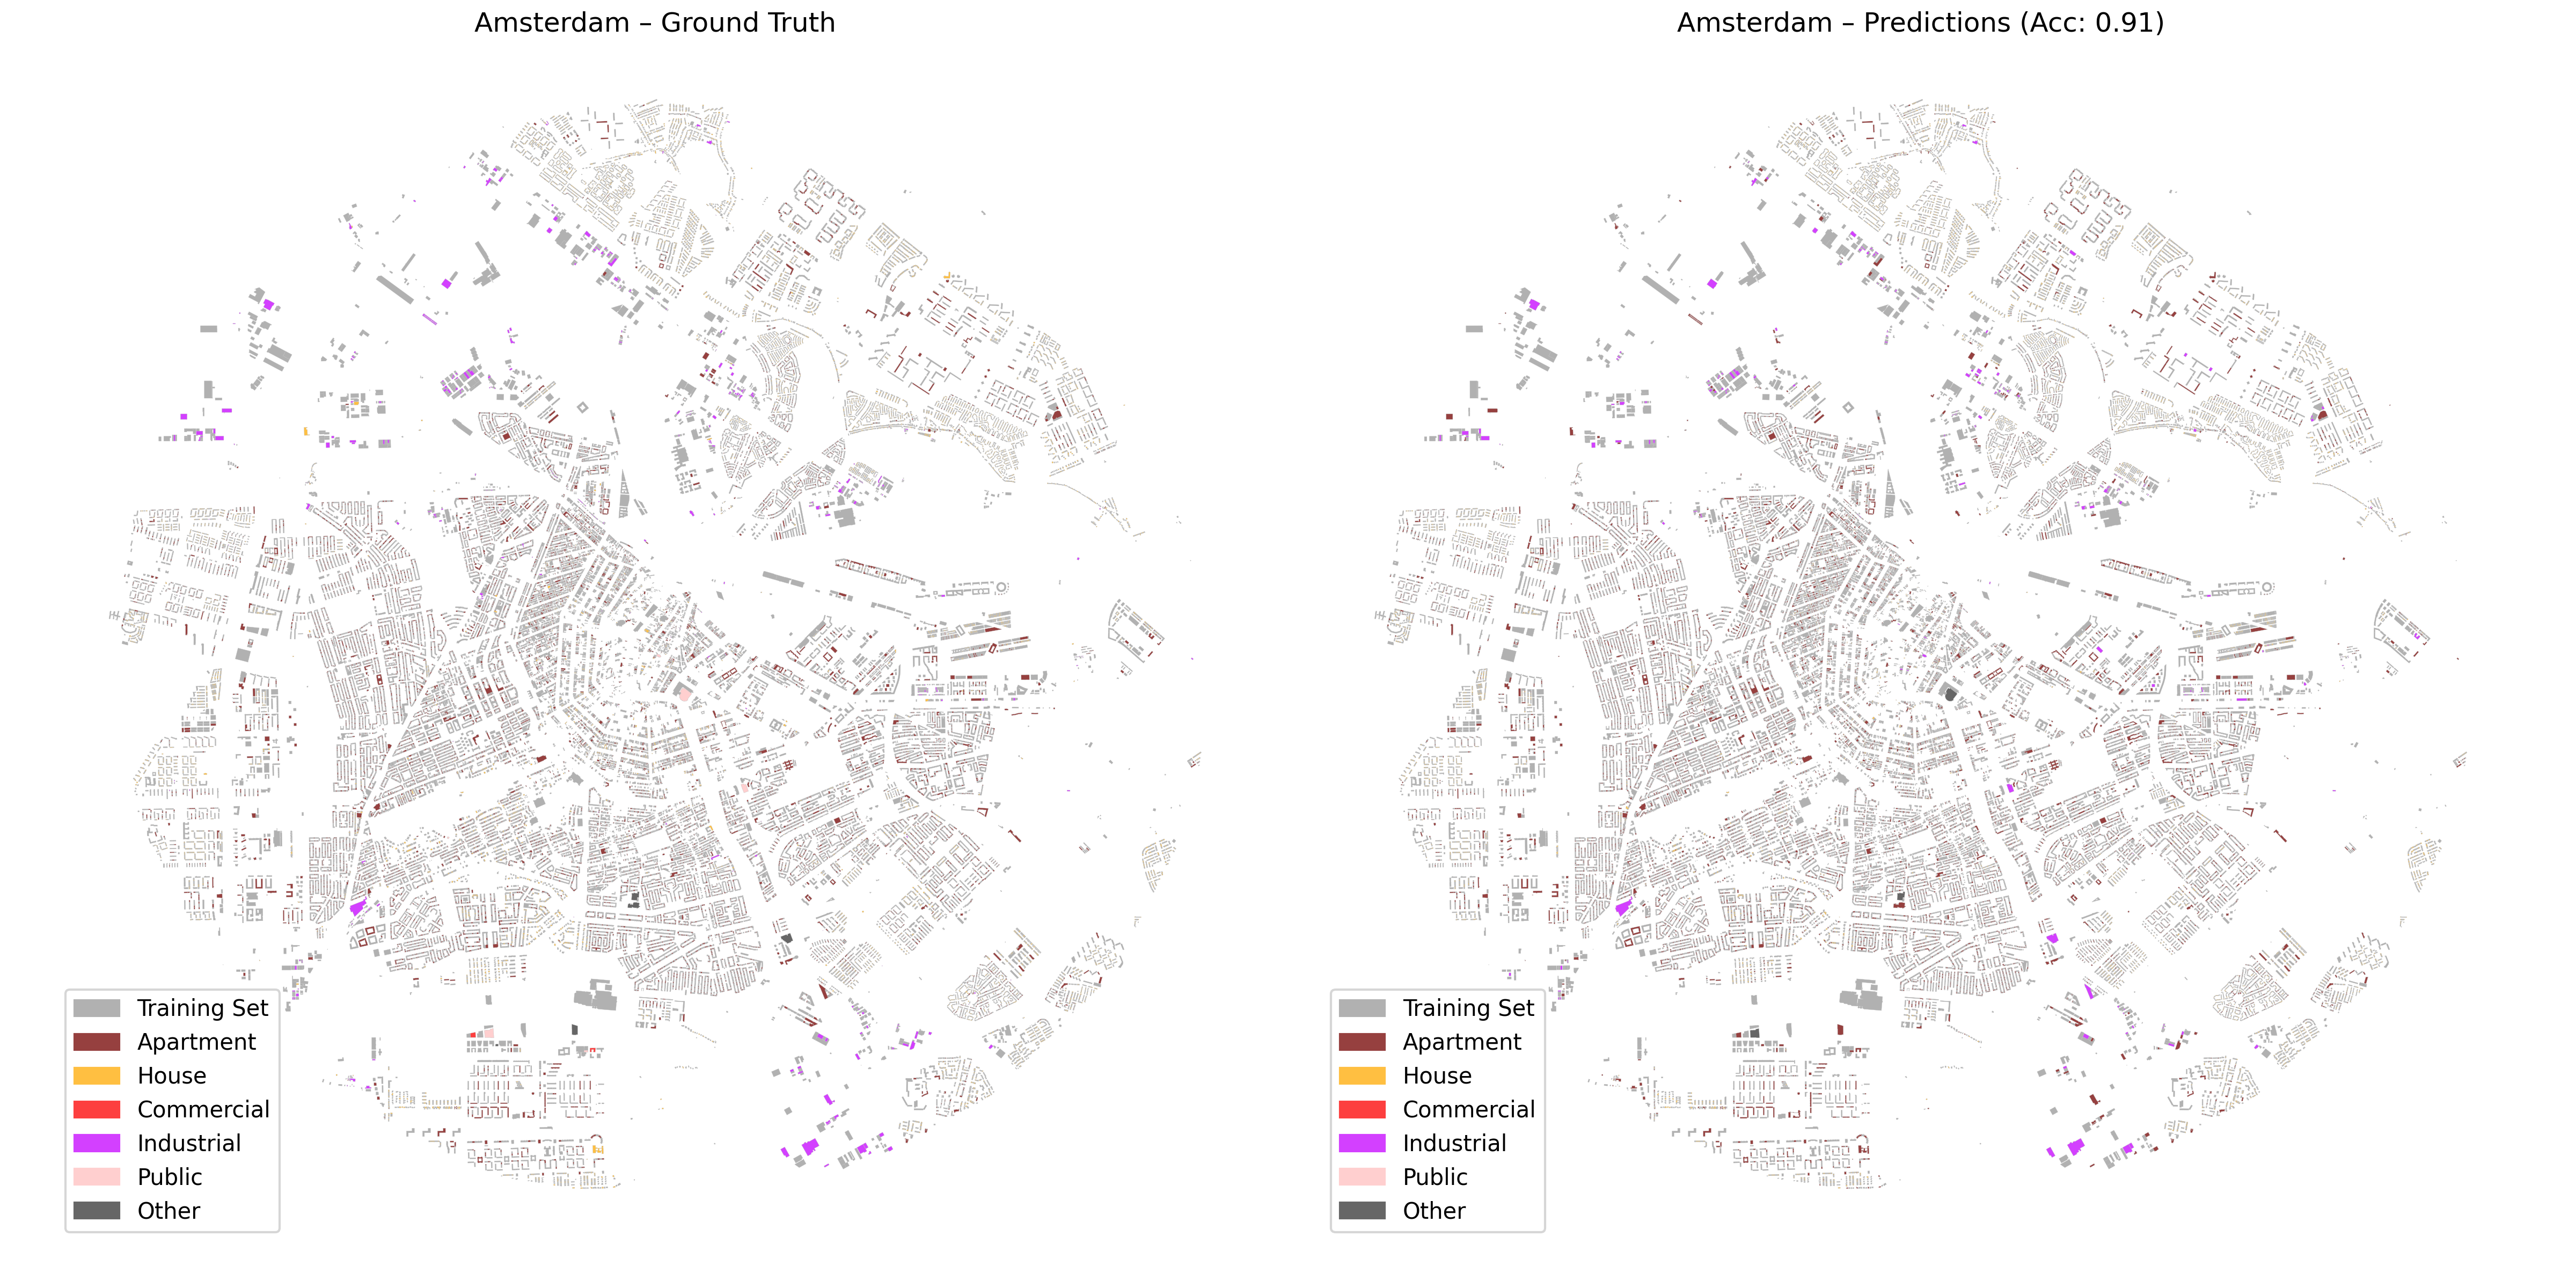 Amsterdam – Ground Truth
Training Set
Apartment
House
Commercial
Industrial
Public
Other
Amsterdam – Predictions (Acc: 0.91)
Training Set
Apartment
House
Commercial
Industrial
Public
Other